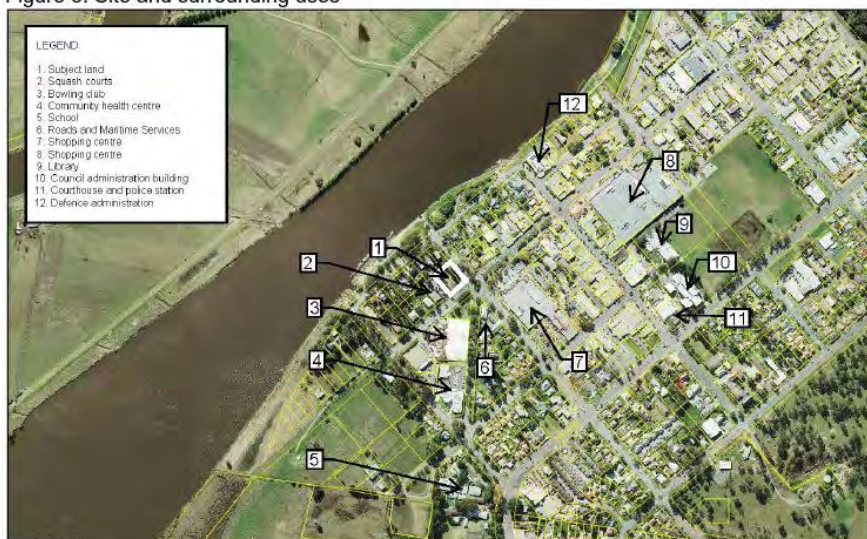 Figure 3. Site and surrounding uses
LEGEND
1. Subject land
2. Squash courts
3. Bowling club
4. Community health centre
5. School
6. Roads and Maritime Services
7. Shopping centre
8. Shopping centre
9. Library
10. Council administration building
11. Courthouse and police station
12. Defence administration
12
8
9
1
2
10
3
11
7
6
4
5